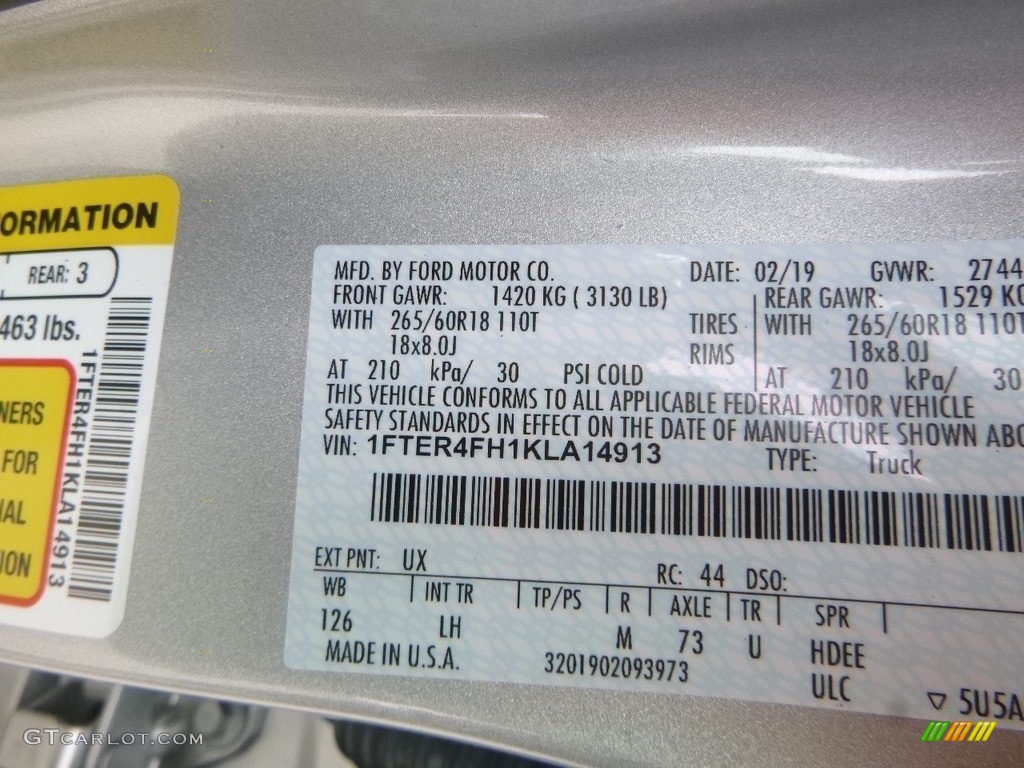 ORMATION
REAR: 3
463 lbs.
1FTER4FH1KLA14913
NERS
FOR
IAL
ION
MFD. BY FORD MOTOR CO. DATE: 02/19 GVWR: 2744
FRONT GAWR: 1420 KG ( 3130 LB) REAR GAWR: 1529 KG
WITH 265/60R18 110T TIRES WITH 265/60R18 110T
18x8.0J RIMS 18x8.0J
AT 210 kPa/ 30 PSI COLD AT 210 kPa/ 30
THIS VEHICLE CONFORMS TO ALL APPLICABLE FEDERAL MOTOR VEHICLE
SAFETY STANDARDS IN EFFECT ON THE DATE OF MANUFACTURE SHOWN ABO
VIN: 1FTER4FH1KLA14913 TYPE: Truck
EXT PNT: UX RC: 44 DSO:
WB INT TR TP/PS R AXLE TR SPR
126 LH M 73 U HDEE
MADE IN U.S.A. 3201902093973 ULC
▽ 5U5A
GTCARLOT.COM